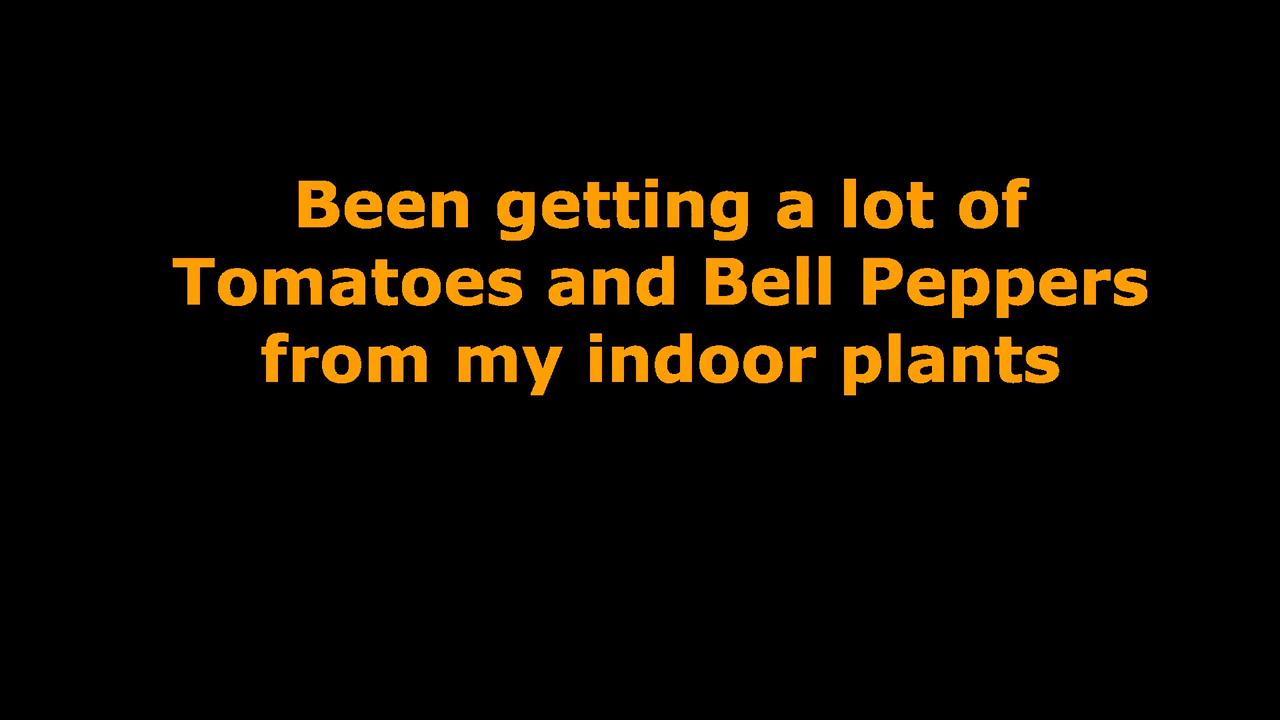 Been getting a lot of
Tomatoes and Bell Peppers
from my indoor plants